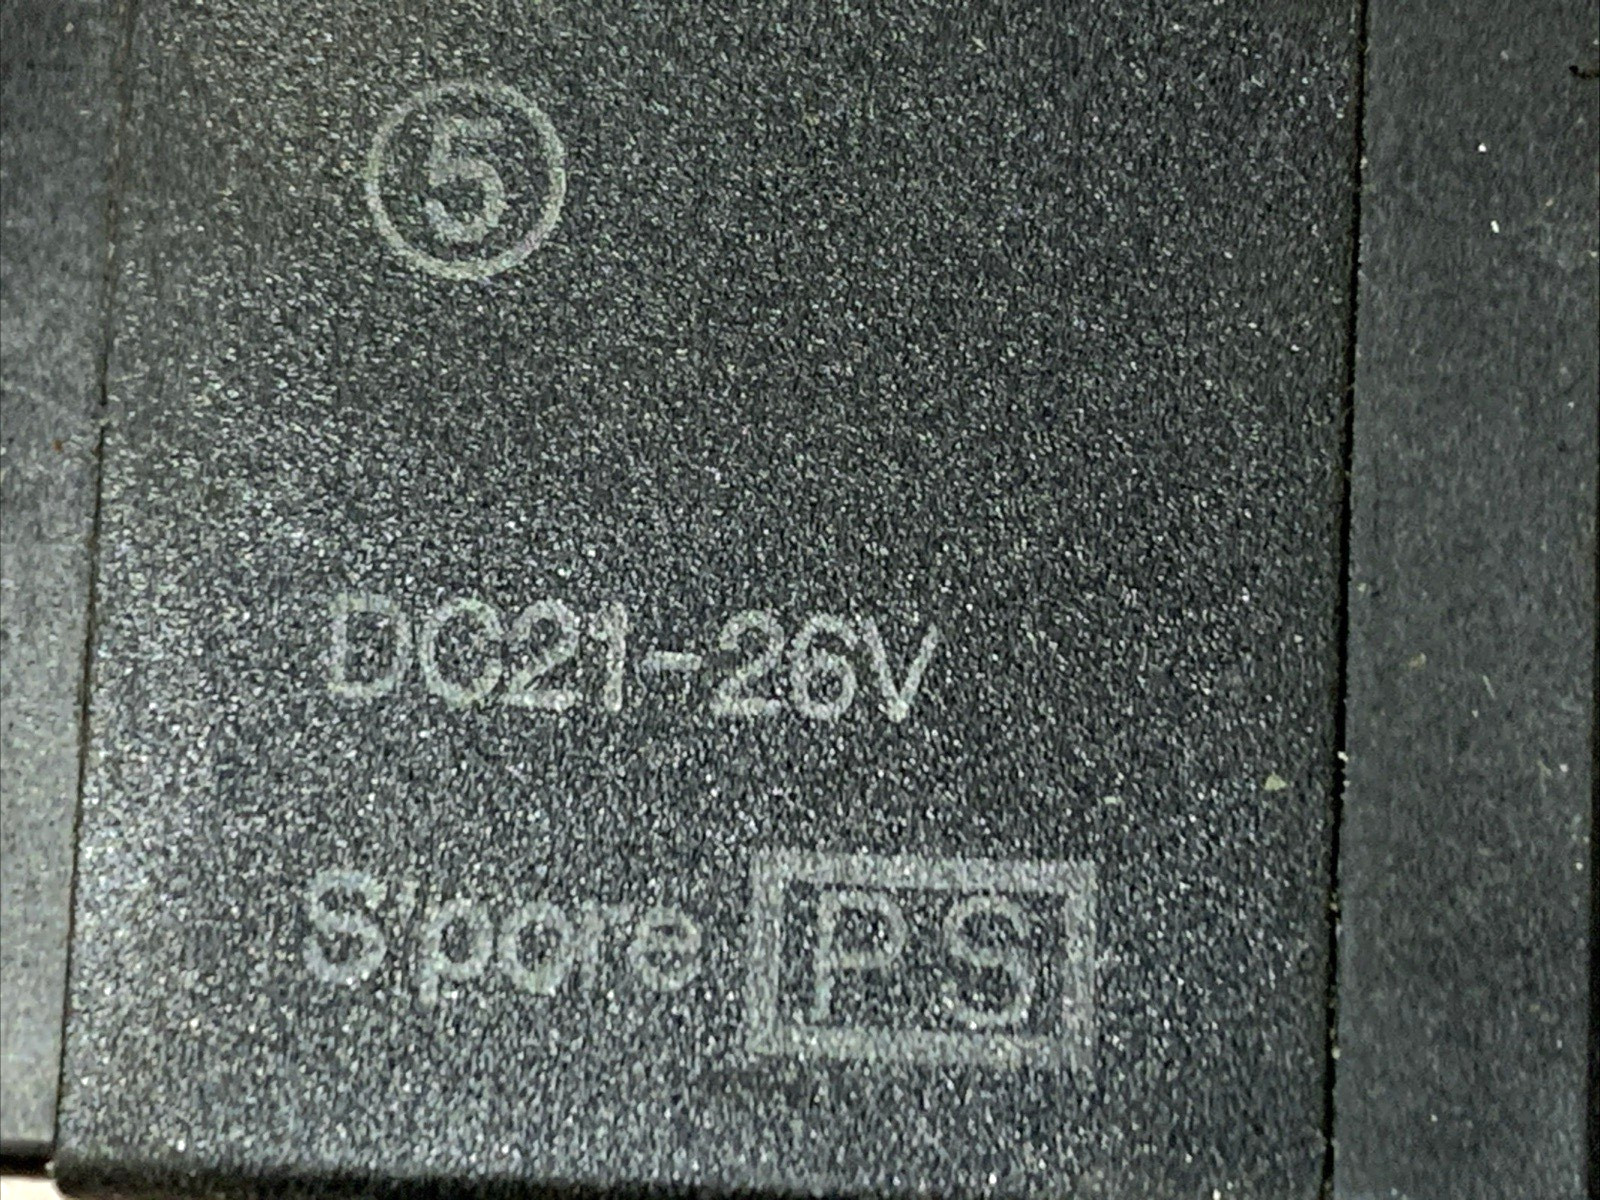 ⑤
DC21-26V
S'pore PS